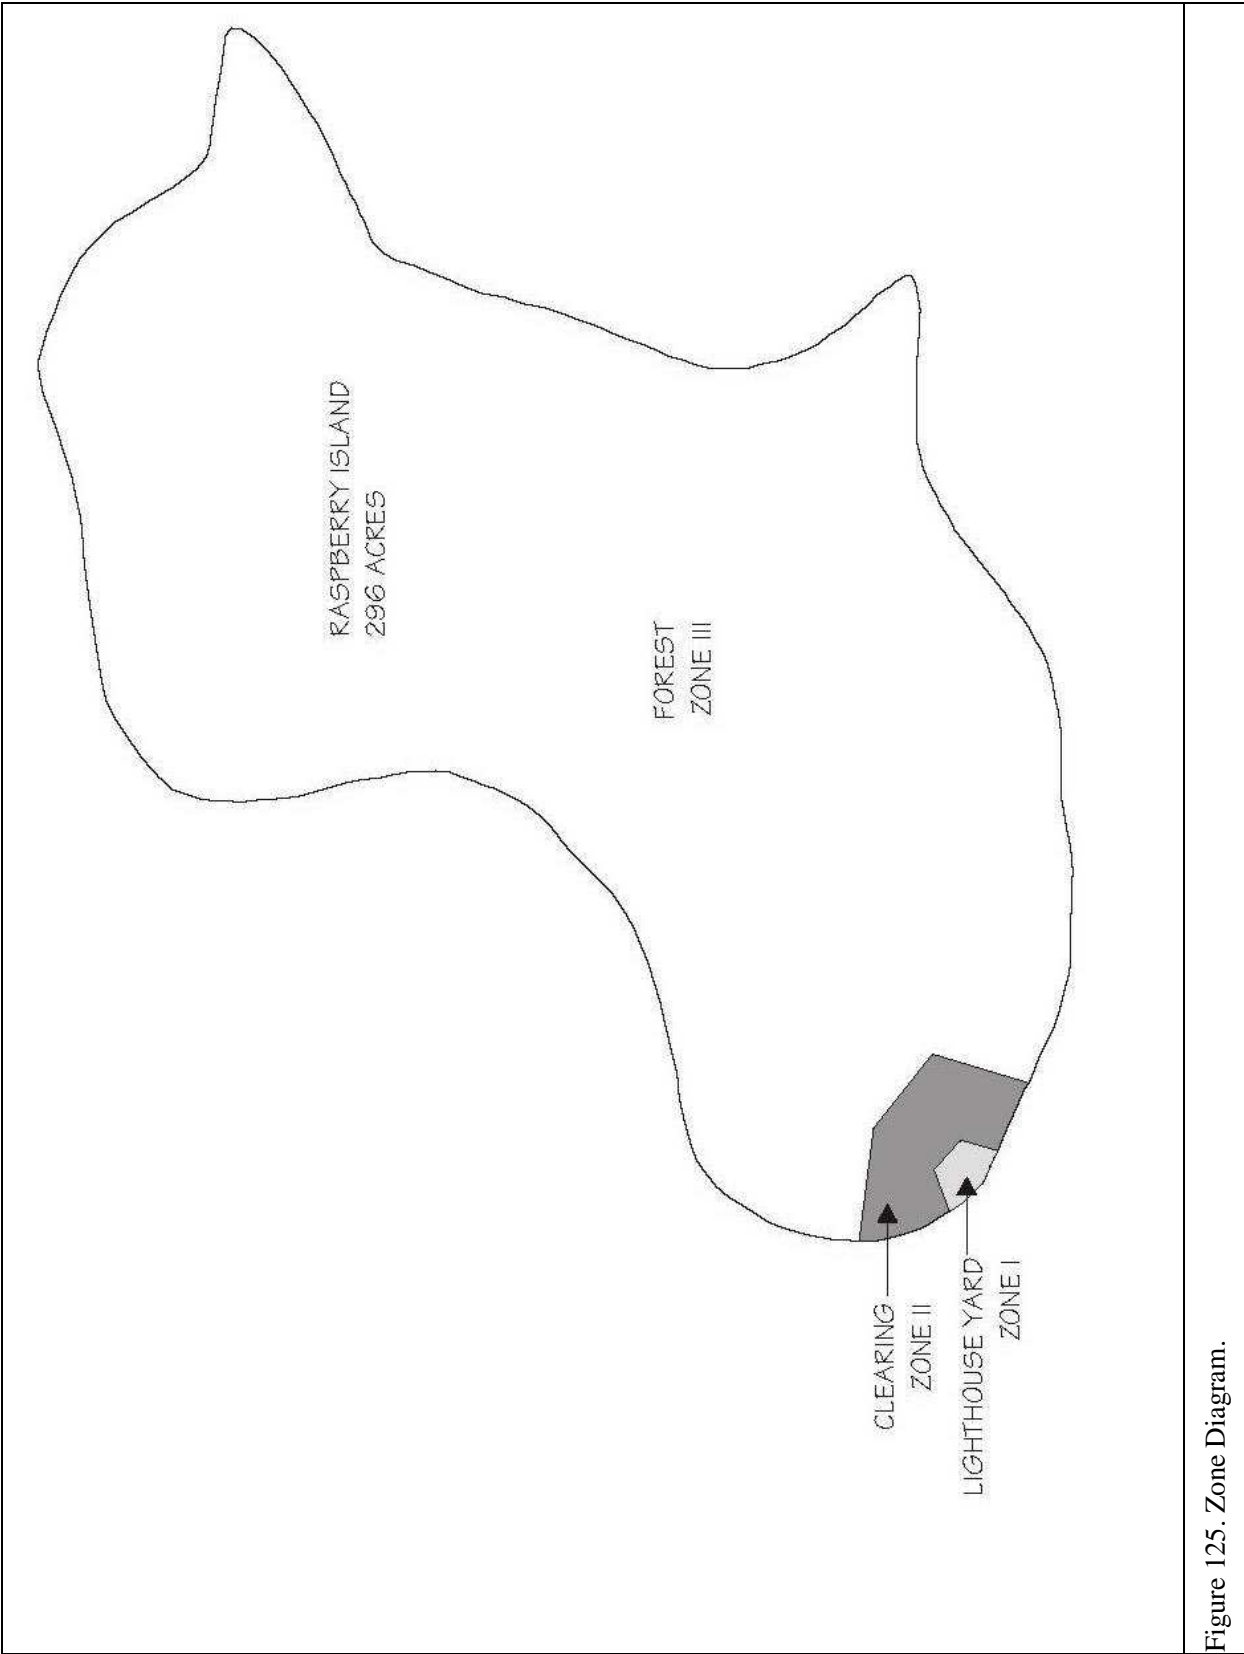 RASPBERRY ISLAND
296 ACRES
FOREST
ZONE III
CLEARING
ZONE II
LIGHTHOUSE YARD
ZONE I
Figure 125. Zone Diagram.